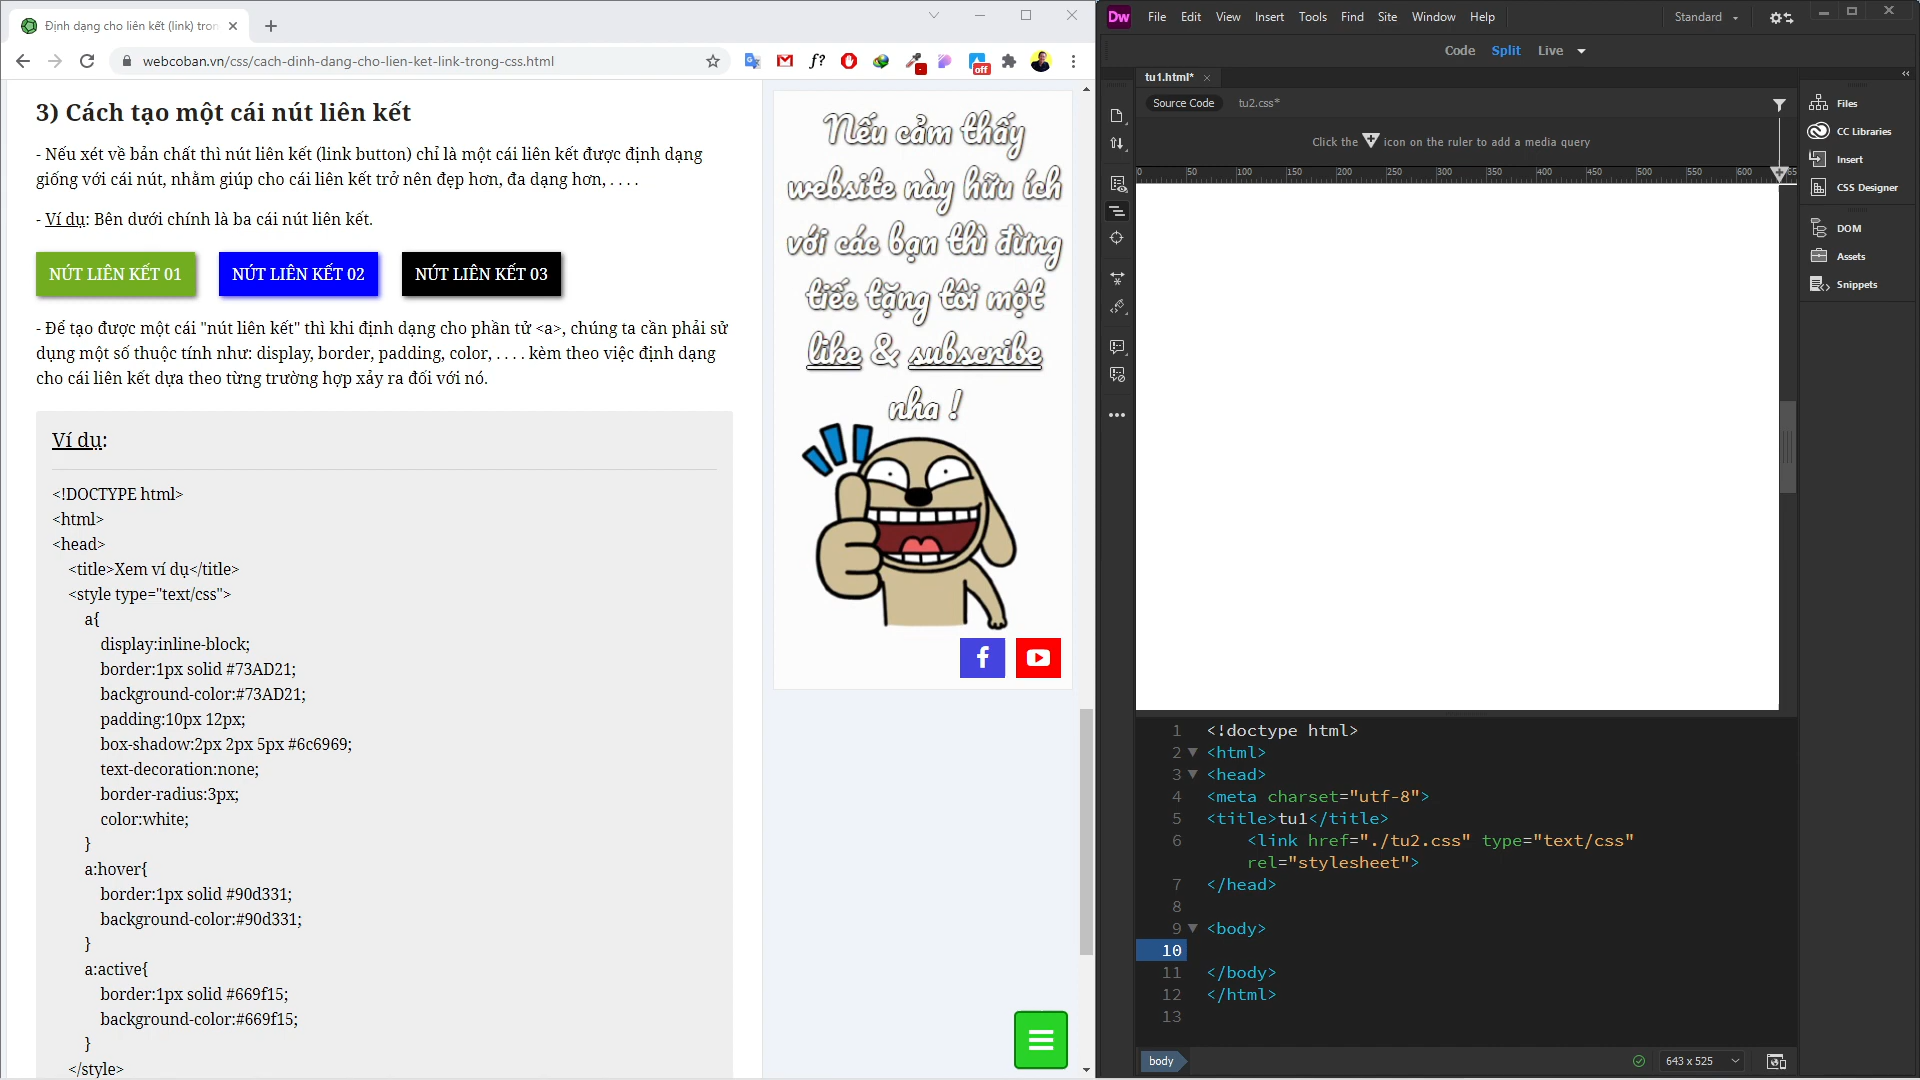 Định dạng cho liên kết (link) tron
webcoban.vn/css/cach-dinh-dang-cho-lien-ket-link-trong-css.html
f?
off
3) Cách tạo một cái nút liên kết
- Nếu xét về bản chất thì nút liên kết (link button) chỉ là một cái liên kết được định dạng
giống với cái nút, nhằm giúp cho cái liên kết trở nên đẹp hơn, đa dạng hơn, . . . .
- Ví dụ: Bên dưới chính là ba cái nút liên kết.
NÚT LIÊN KẾT 01
NÚT LIÊN KẾT 02
NÚT LIÊN KẾT 03
- Để tạo được một cái "nút liên kết" thì khi định dạng cho phần tử <a>, chúng ta cần phải sử
dụng một số thuộc tính như: display, border, padding, color, . . . . kèm theo việc định dạng
cho cái liên kết dựa theo từng trường hợp xảy ra đối với nó.
Ví dụ:
<!DOCTYPE html>
<html>
<head>
<title>Xem ví dụ</title>
<style type="text/css">
a{
display:inline-block;
border:1px solid #73AD21;
background-color:#73AD21;
padding:10px 12px;
box-shadow:2px 2px 5px #6c6969;
text-decoration:none;
border-radius:3px;
color:white;
}
a:hover{
border:1px solid #90d331;
background-color:#90d331;
}
a:active{
border:1px solid #669f15;
background-color:#669f15;
}
</style>
Nếu cảm thấy
website này hữu ích
với các bạn thì đừng
tiếc tặng tôi một
like & subscribe
nha !
Dw
File Edit View Insert Tools Find Site Window Help
Standard
Code Split Live
tu1.html*
Source Code tu2.css*
Click the icon on the ruler to add a media query
0 50 100 150 200 250 300 350 400 450 500 550 600 65
1 <!doctype html>
2 <html>
3 <head>
4 <meta charset="utf-8">
5 <title>tu1</title>
6 <link href="./tu2.css" type="text/css"
rel="stylesheet">
7 </head>
8
9 <body>
10
11 </body>
12 </html>
13
body
643 x 525
Files
CC Libraries
Insert
CSS Designer
DOM
Assets
Snippets